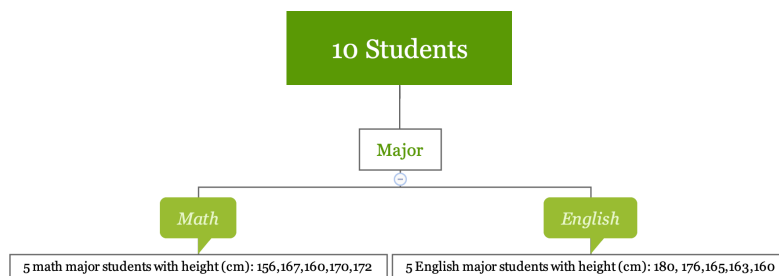 10 Students
Major
Math
English
5 math major students with height (cm): 156,167,160,170,172
5 English major students with height (cm): 180, 176,165,163,160